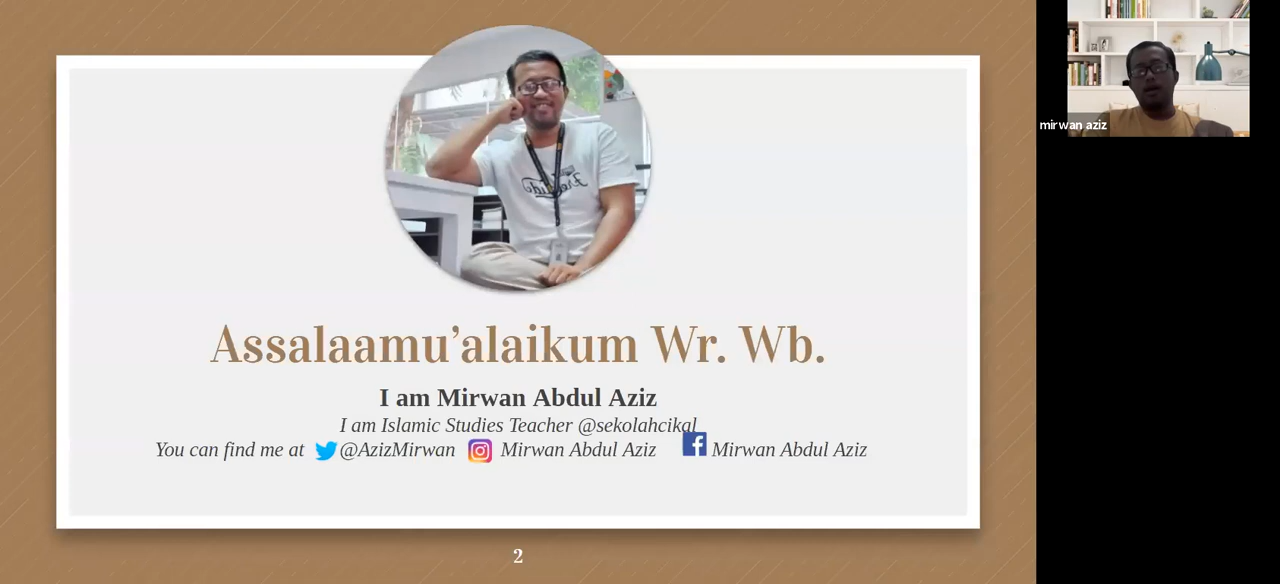 Assalaamu’alaikum Wr. Wb.
I am Mirwan Abdul Aziz
I am Islamic Studies Teacher @sekolahcikal
You can find me at @AzizMirwan Mirwan Abdul Aziz Mirwan Abdul Aziz
2
mirwan aziz